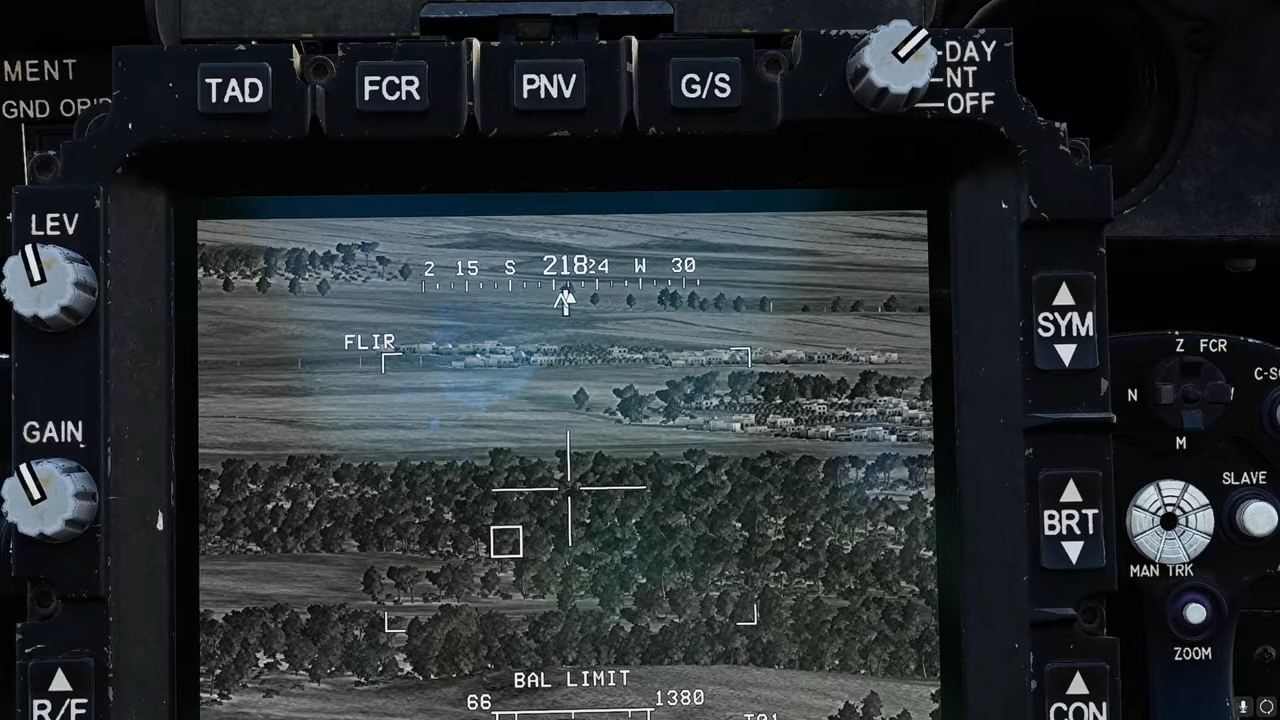 MENT
GND ORID
TAD
FCR
PNV
G/S
DAY
NT
OFF
LEV
GAIN
R/F
2 15 S 218 24 W 30
FLIR
BAL LIMIT
66
1380
T01
SYM
BRT
CON
Z FCR
C-S
N
M
SLAVE
MAN TRK
ZOOM